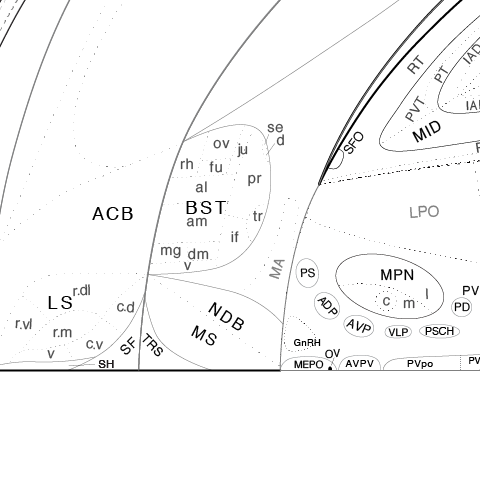 RT
PT
IAD
IA
PVT
MID
SFO
se
d
ov
ju
rh
fu
al
pr
BST
am
tr
if
mg
dm
v
ACB
LPO
MA
PS
MPN
c
m
l
PV
PD
ADP
AVP
VLP
PSCH
LS
r.dl
c.d
r.vl
r.m
c.v
v
SH
SF
TRS
NDB
MS
GnRH
OV
MEPO
AVPV
PVpo
PV